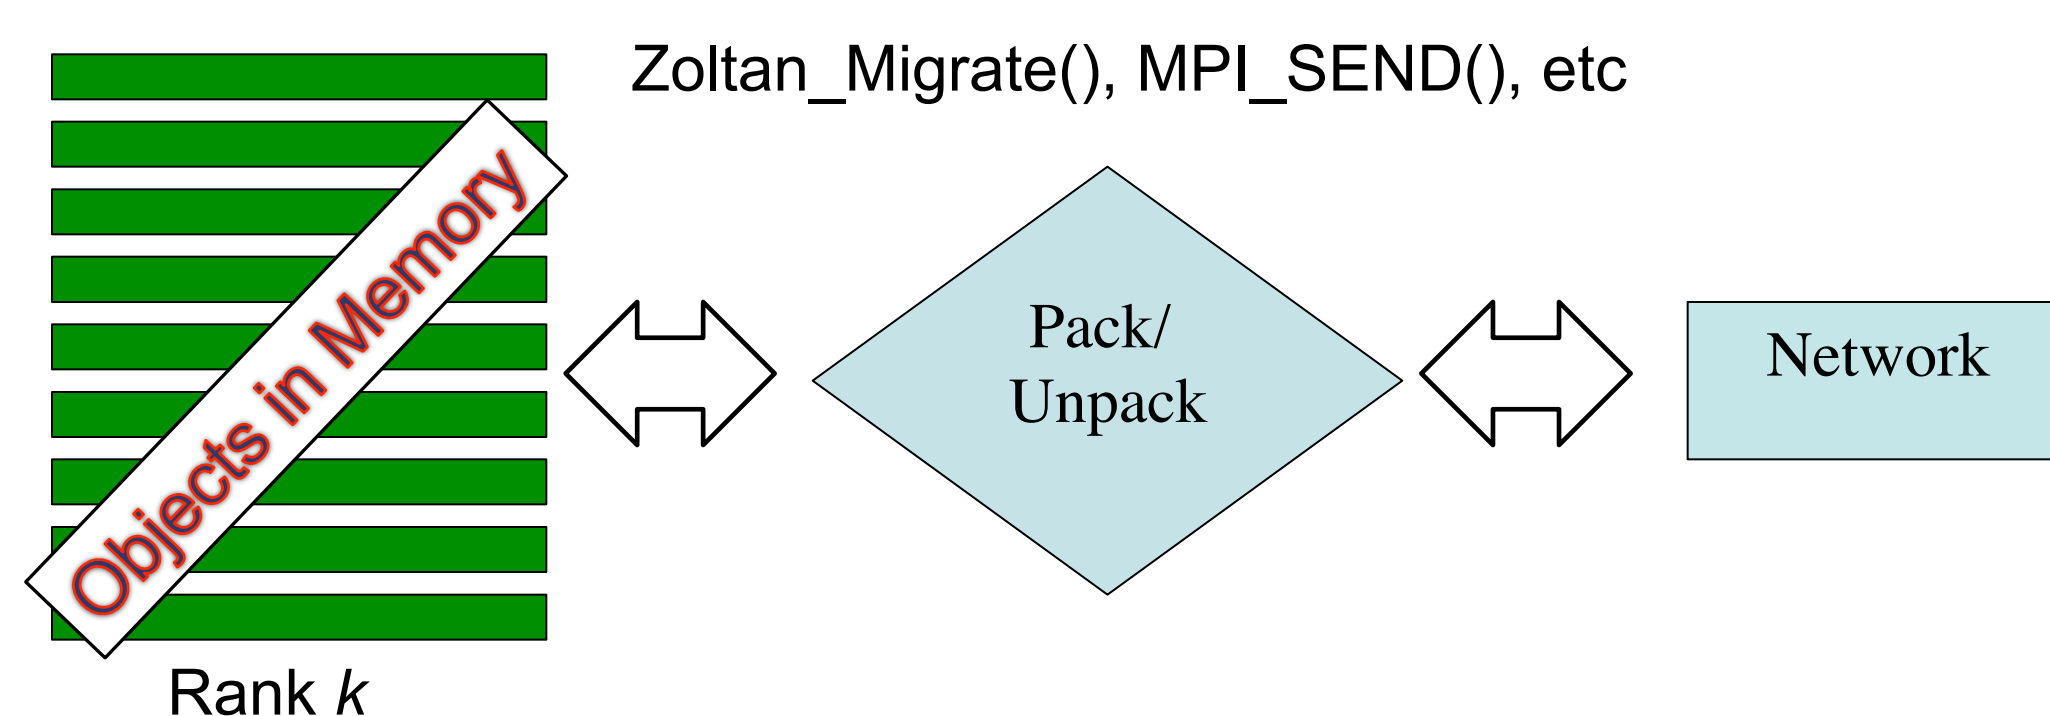 Zoltan_Migrate(), MPI_SEND(), etc
Objects in Memory
Pack/
Unpack
Network
Rank k